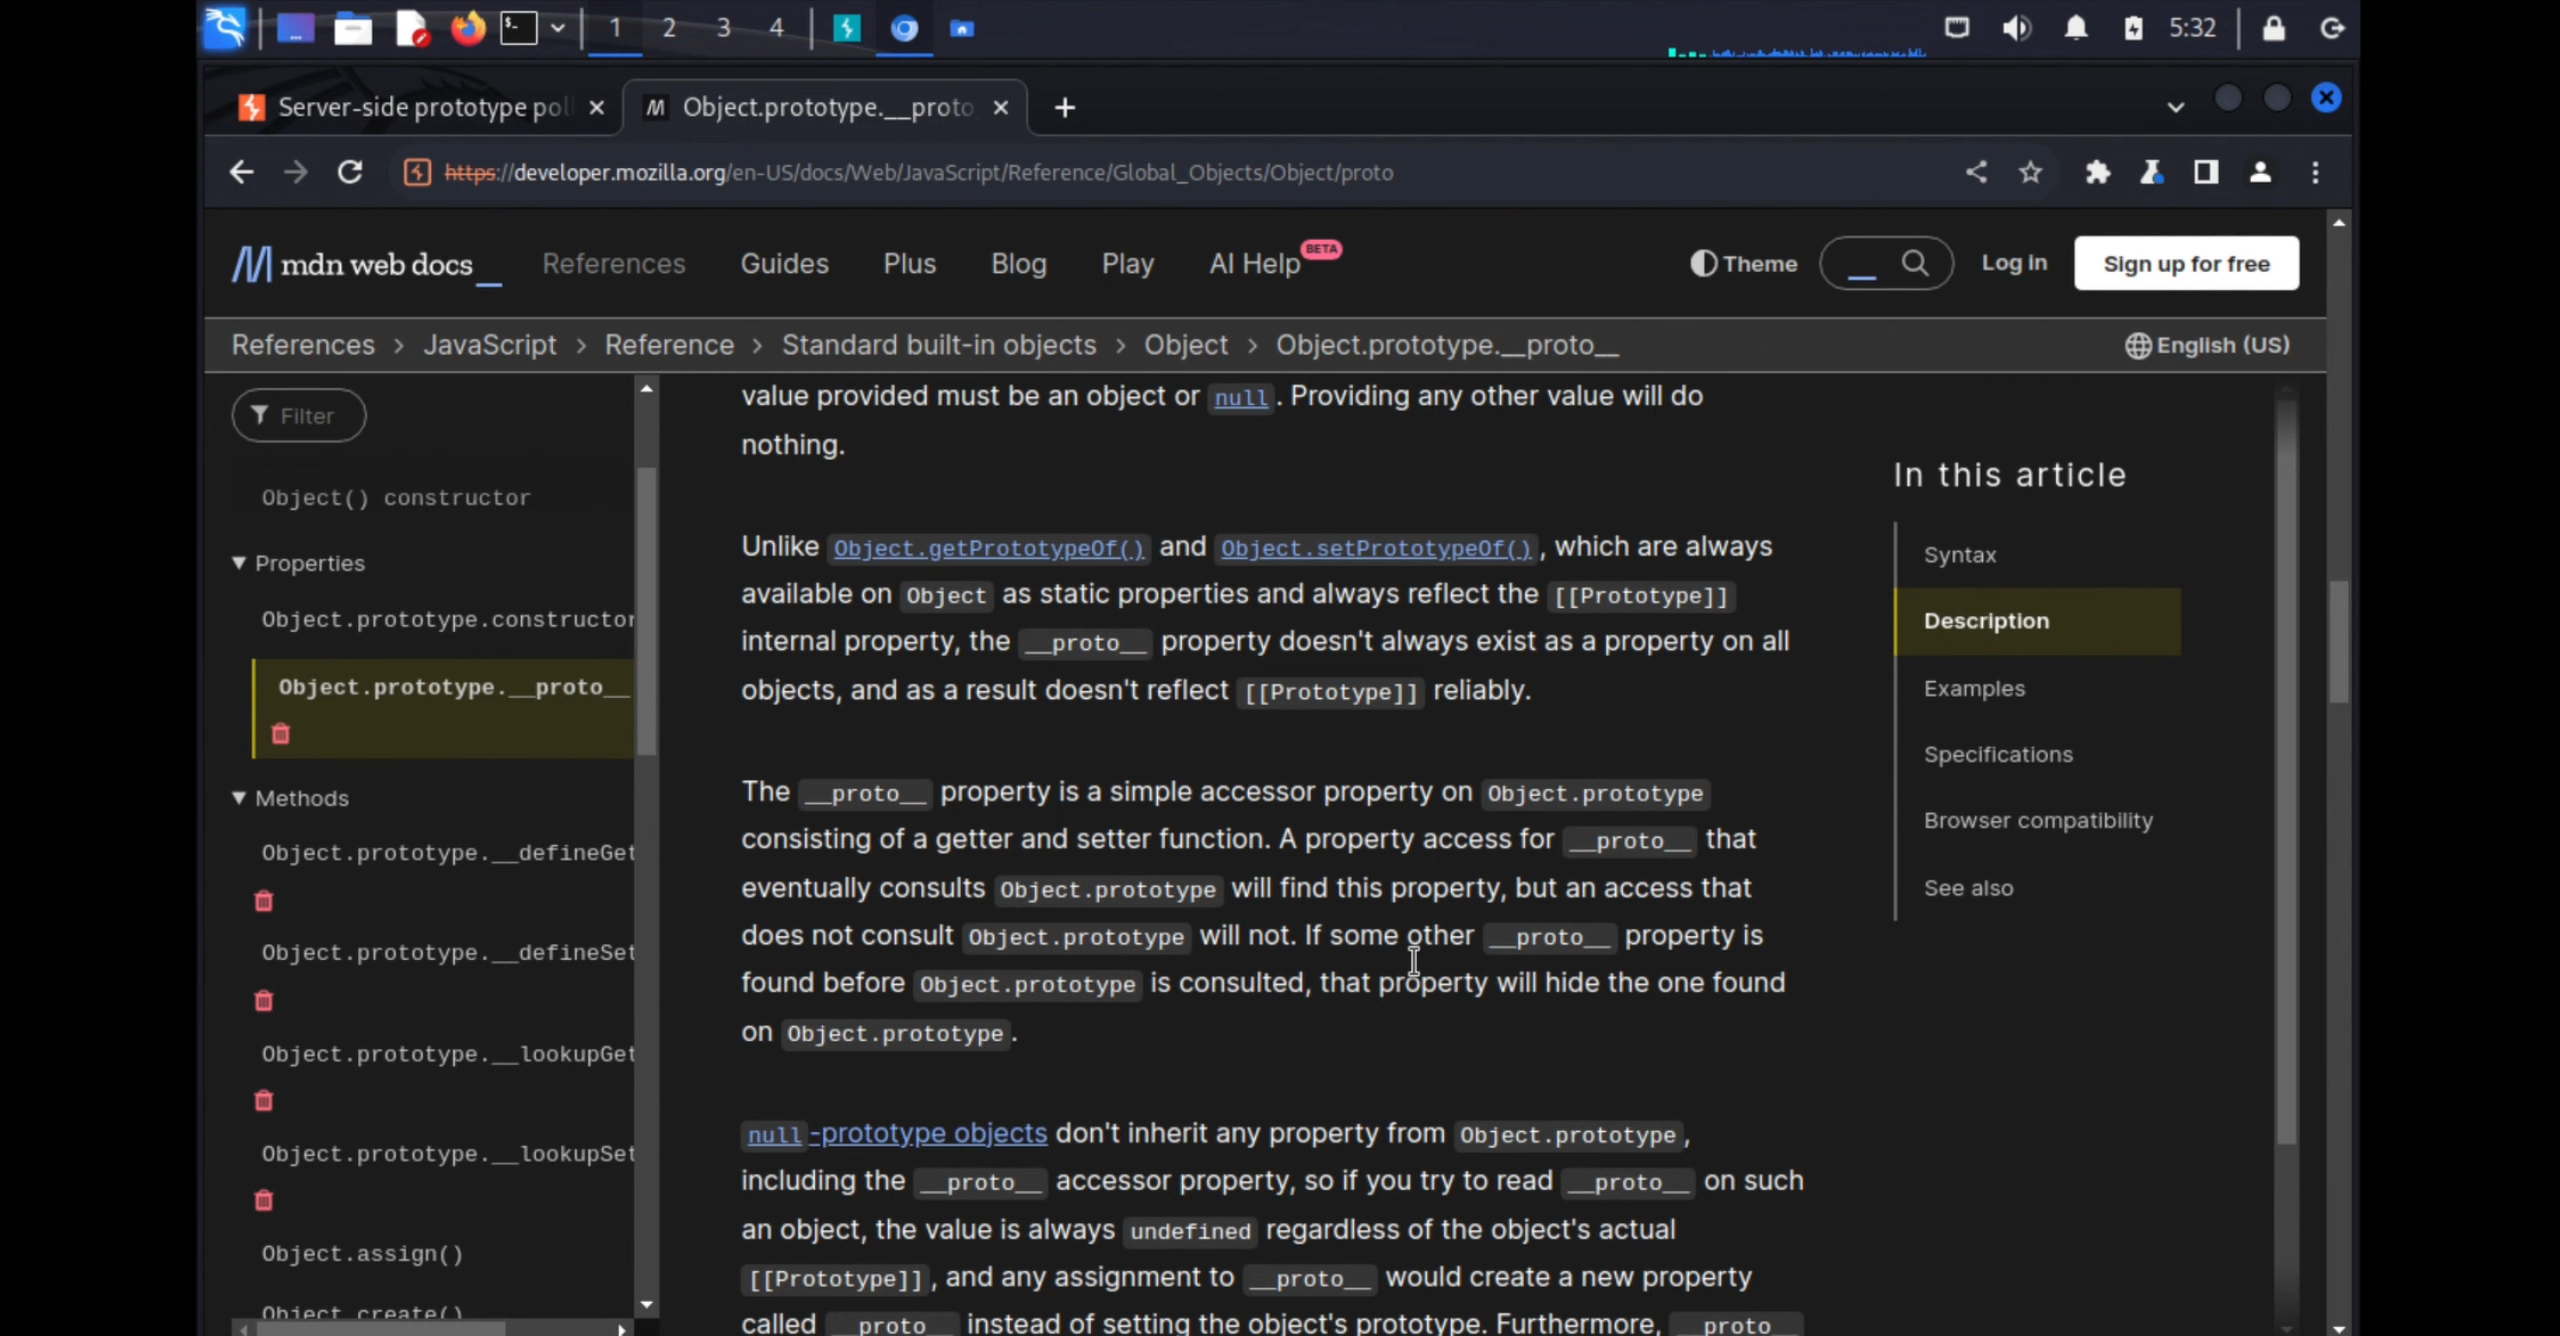 1 2 3 4 5:32
Server-side prototype pol
Object.prototype.__proto
https://developer.mozilla.org/en-US/docs/Web/JavaScript/Reference/Global_Objects/Object/proto
mdn web docs References Guides Plus Blog Play AI Help BETA Theme Log in Sign up for free
References > JavaScript > Reference > Standard built-in objects > Object > Object.prototype.__proto__ English (US)
Filter
Object() constructor
Properties
Object.prototype.constructor
Object.prototype.__proto__
Methods
Object.prototype.__defineGet
Object.prototype.__defineSet
Object.prototype.__lookupGet
Object.prototype.__lookupSet
Object.assign()
Object.create()
value provided must be an object or null. Providing any other value will do
nothing.
Unlike Object.getPrototypeOf() and Object.setPrototypeOf(), which are always
available on Object as static properties and always reflect the [[Prototype]]
internal property, the __proto__ property doesn't always exist as a property on all
objects, and as a result doesn't reflect [[Prototype]] reliably.
The __proto__ property is a simple accessor property on Object.prototype
consisting of a getter and setter function. A property access for __proto__ that
eventually consults Object.prototype will find this property, but an access that
does not consult Object.prototype will not. If some other __proto__ property is
found before Object.prototype is consulted, that property will hide the one found
on Object.prototype.
null-prototype objects don't inherit any property from Object.prototype,
including the __proto__ accessor property, so if you try to read __proto__ on such
an object, the value is always undefined regardless of the object's actual
[[Prototype]], and any assignment to __proto__ would create a new property
called __proto__ instead of setting the object's prototype. Furthermore, __proto__
In this article
Syntax
Description
Examples
Specifications
Browser compatibility
See also